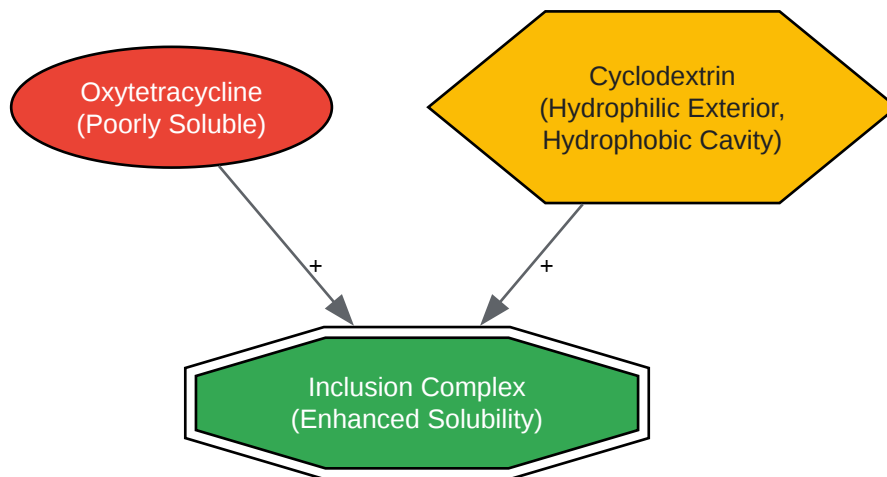 Oxytetracycline
(Poorly Soluble)
Cyclodextrin
(Hydrophilic Exterior,
Hydrophobic Cavity)
+
+
Inclusion Complex
(Enhanced Solubility)